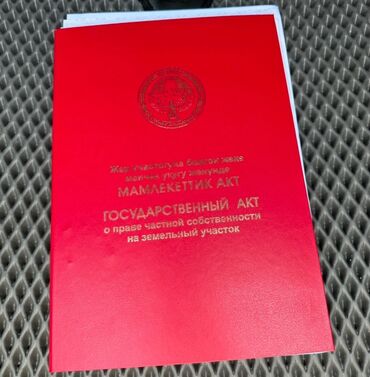 Жер участогуна болгон жеке
менчик укугу жөнүндө
МАМЛЕКЕТТИК АКТ
ГОСУДАРСТВЕННЫЙ АКТ
о праве частной собственности
на земельный участок